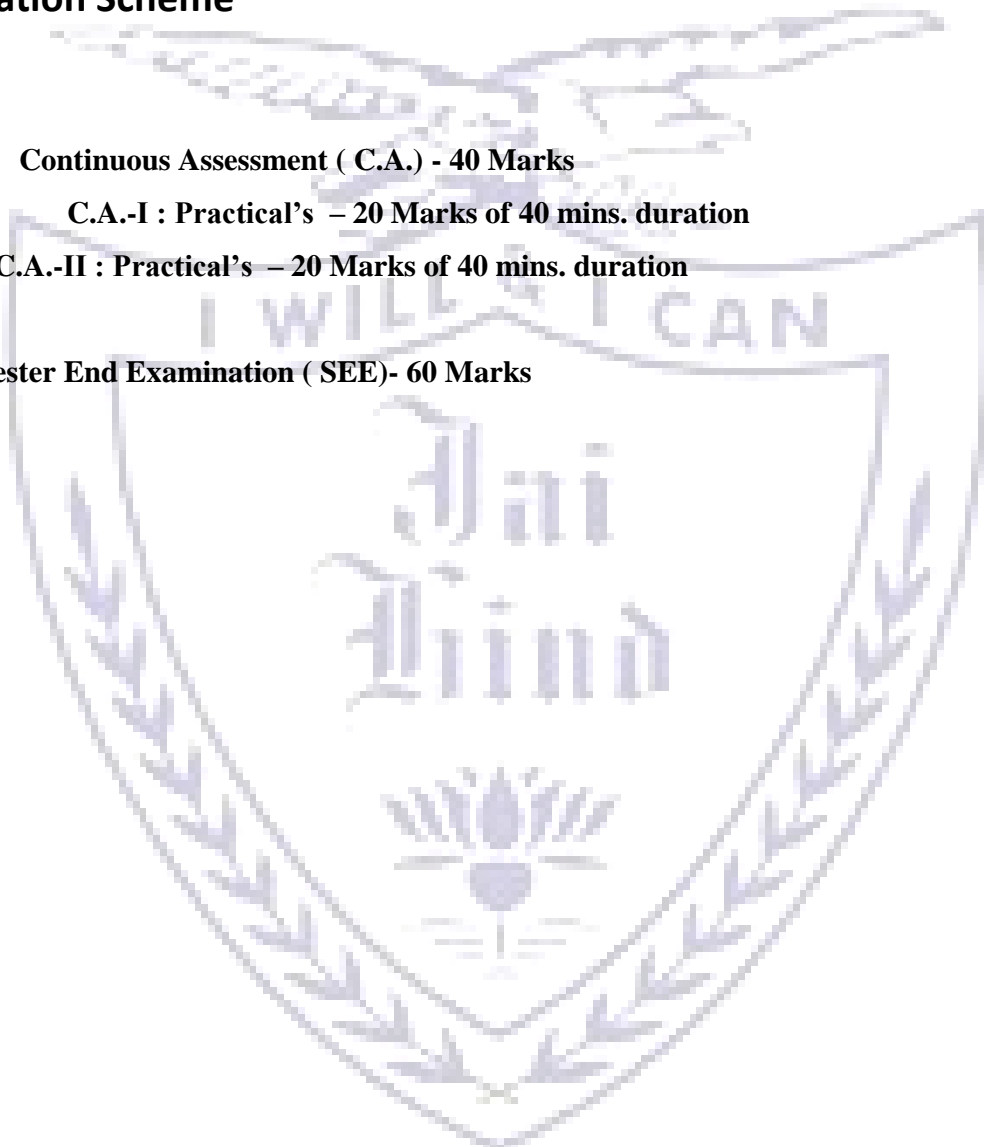 ation Scheme
Continuous Assessment ( C.A.) - 40 Marks
C.A.-I : Practical’s – 20 Marks of 40 mins. duration
C.A.-II : Practical’s – 20 Marks of 40 mins. duration
I WILL & I CAN
ester End Examination ( SEE)- 60 Marks
Jai
Hind